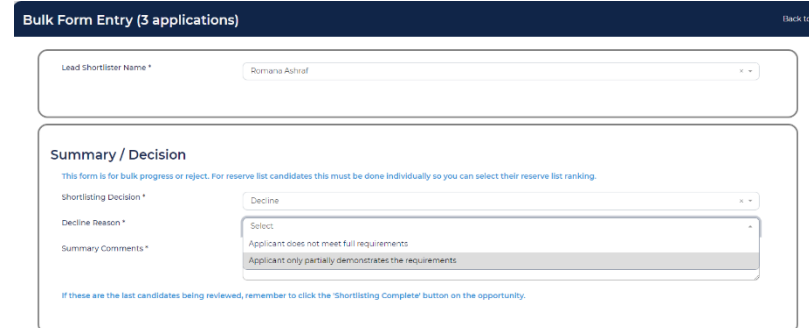 Bulk Form Entry (3 applications)
Back to
Lead Shortlister Name *
Romana Ashraf
Summary / Decision
This form is for bulk progress or reject. For reserve list candidates this must be done individually so you can select their reserve list ranking.
Shortlisting Decision *
Decline
Decline Reason *
Select
Applicant does not meet full requirements
Summary Comments *
Applicant only partially demonstrates the requirements
If these are the last candidates being reviewed, remember to click the 'Shortlisting Complete' button on the opportunity.